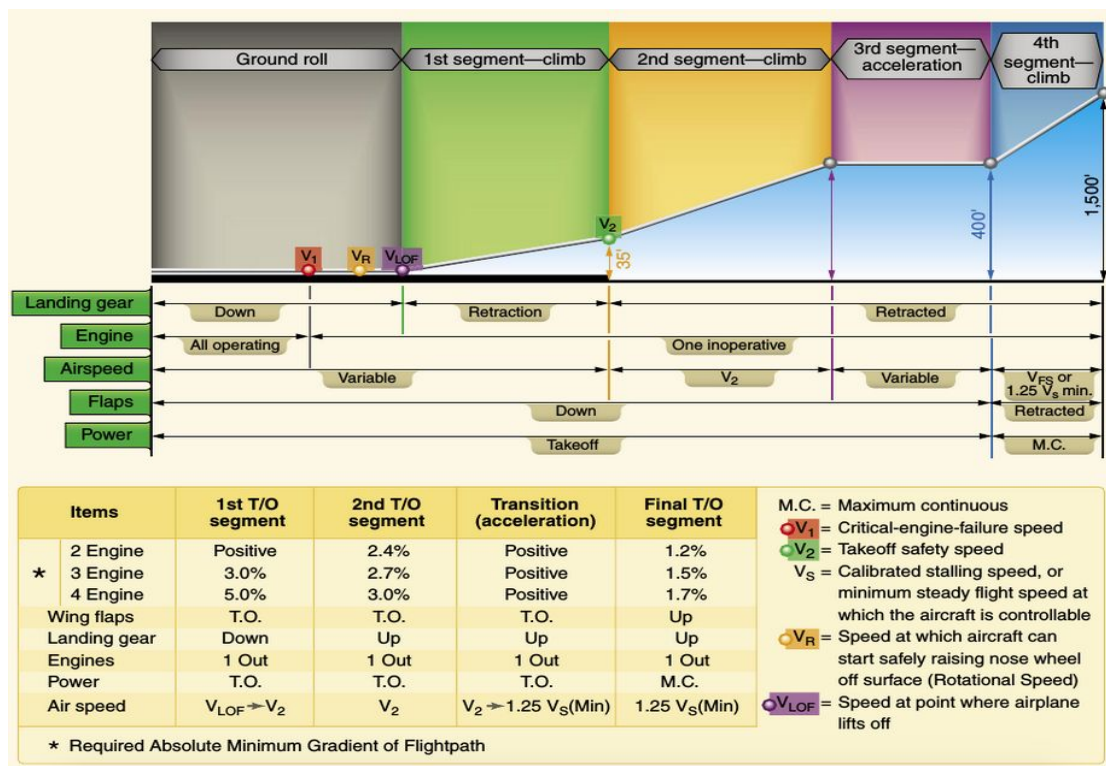 Ground roll
1st segment—climb
2nd segment—climb
3rd segment—
acceleration
4th
segment—
climb
V1
VR
VLOF
V2
35'
400'
1,500'
Landing gear
Down
Retraction
Retracted
Engine
All operating
One inoperative
Airspeed
Variable
V2
Variable
VFS or
1.25 Vs min.
Flaps
Down
Retracted
Power
Takeoff
M.C.
Items
1st T/O
segment
2nd T/O
segment
Transition
(acceleration)
Final T/O
segment
2 Engine Positive 2.4% Positive 1.2%
* 3 Engine 3.0% 2.7% Positive 1.5%
4 Engine 5.0% 3.0% Positive 1.7%
Wing flaps T.O. T.O. T.O. Up
Landing gear Down Up Up Up
Engines 1 Out 1 Out 1 Out 1 Out
Power T.O. T.O. T.O. M.C.
Air speed VLOF→V2 V2 V2→1.25 VS(Min) 1.25 VS(Min)
* Required Absolute Minimum Gradient of Flightpath
M.C. = Maximum continuous
V1 = Critical-engine-failure speed
V2 = Takeoff safety speed
VS = Calibrated stalling speed, or
minimum steady flight speed at
which the aircraft is controllable
VR = Speed at which aircraft can
start safely raising nose wheel
off surface (Rotational Speed)
VLOF = Speed at point where airplane
lifts off